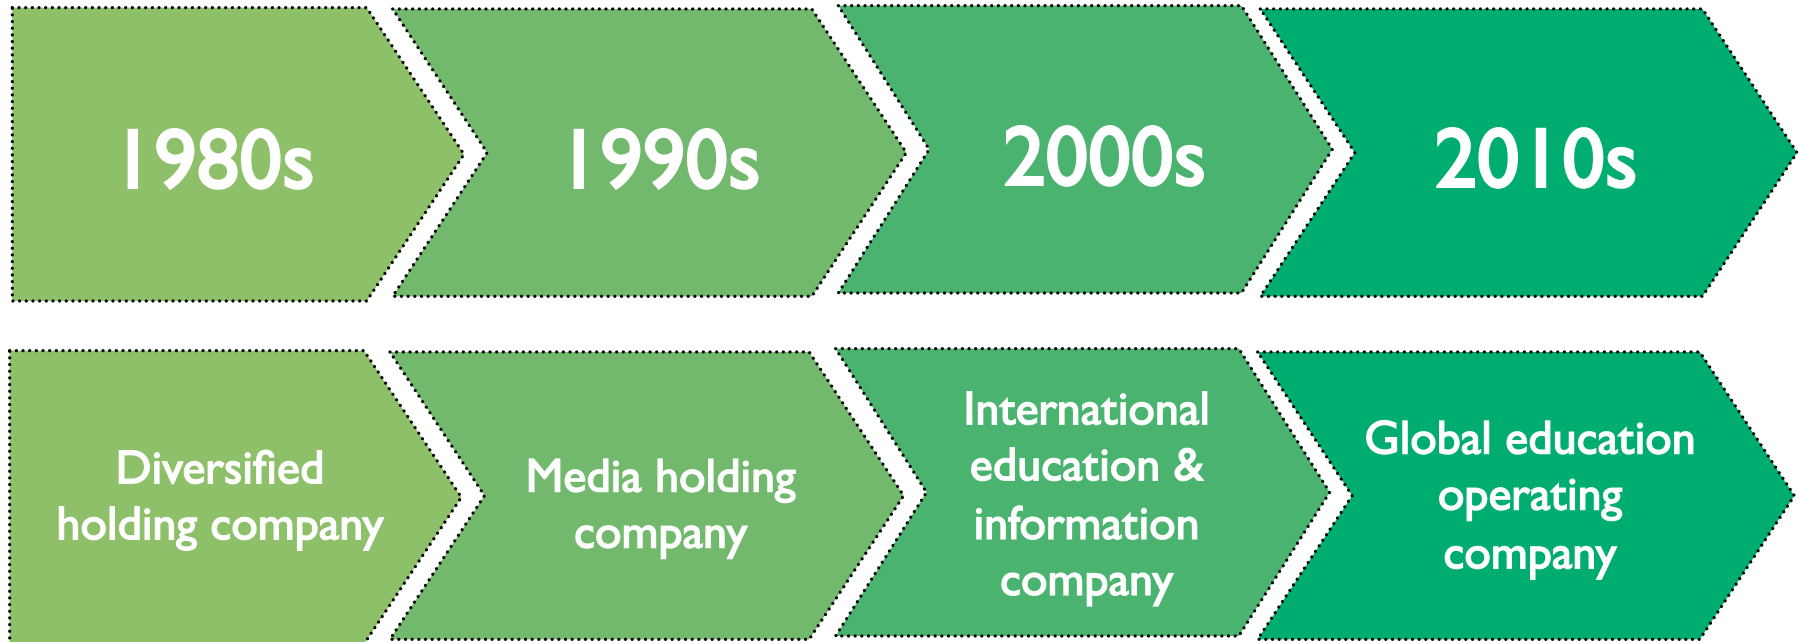 1980s
1990s
2000s
2010s
Diversified
holding company
Media holding
company
International
education &
information
company
Global education
operating
company